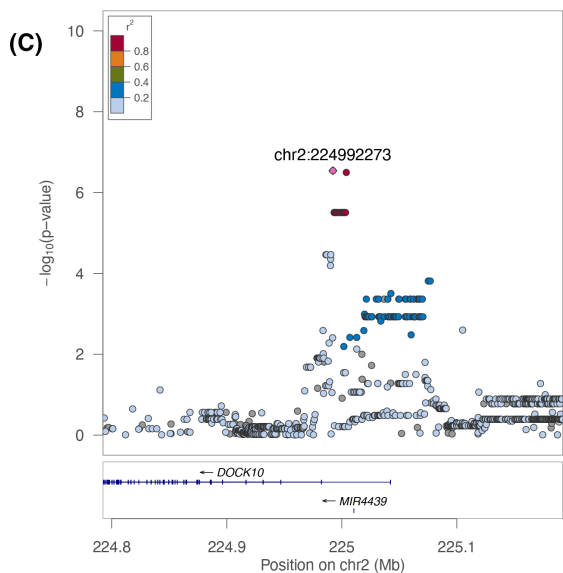 (C)
r²
0.8
0.6
0.4
0.2
chr2:224992273
10
8
6
4
2
0
−log₁₀(p−value)
DOCK10
MIR4439
224.8 224.9 225 225.1
Position on chr2 (Mb)